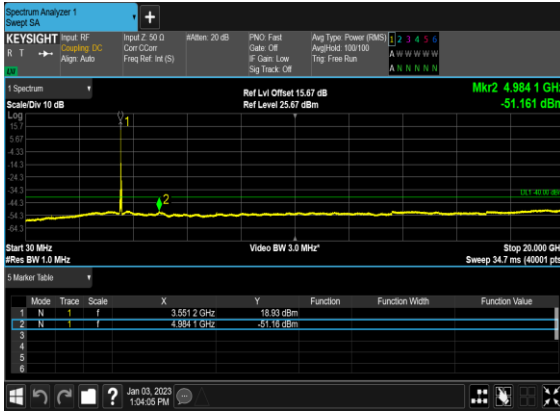 Spectrum Analyzer 1
Swept SA
+
KEYSIGHT Input: RF Input Z: 50 Ω #Atten: 20 dB PNO: Fast Avg Type: Power (RMS) 1 2 3 4 5 6
R T Coupling: DC Corr CCorr Gate: Off Avg|Hold: 100/100 A W W W W W
Align: Auto Freq Ref: Int (S) IF Gain: Low Trig: Free Run
Sig Track: Off A N N N N N
1 Spectrum Ref Lvl Offset 15.67 dB Mkr2 4.984 1 GHz
Scale/Div 10 dB Ref Level 25.67 dBm -51.161 dBm
Log
15.7
5.67
-4.33
-14.3
-24.3
-34.3
-44.3
-54.3
-64.3
1
2
DL1 -40.00 dBm
Start 30 MHz Video BW 3.0 MHz* Stop 20.000 GHz
#Res BW 1.0 MHz Sweep 34.7 ms (40001 pts)
5 Marker Table
Mode Trace Scale X Y Function Function Width Function Value
1 N 1 f 3.551 2 GHz 18.93 dBm
2 N 1 f 4.984 1 GHz -51.16 dBm
3
4
5
6
? Jan 03, 2023
1:04:05 PM